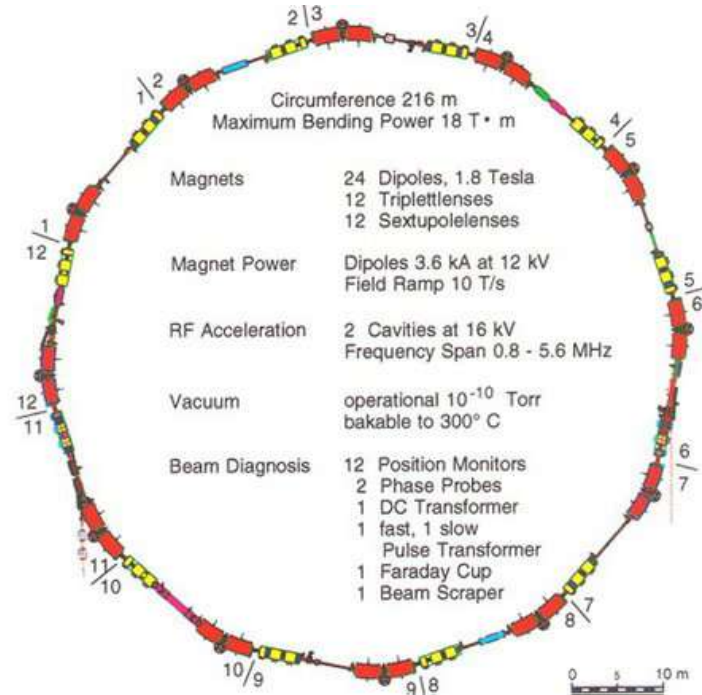 2/3
3/4
1/2
Circumference 216 m
Maximum Bending Power 18 T • m
4/5
Magnets 24 Dipoles, 1.8 Tesla
12 Triplettlenses
12 Sextupolelenses
1/12
Magnet Power Dipoles 3.6 kA at 12 kV
Field Ramp 10 T/s
5/6
RF Acceleration 2 Cavities at 16 kV
Frequency Span 0.8 - 5.6 MHz
Vacuum operational 10⁻¹⁰ Torr
bakable to 300° C
12/11
Beam Diagnosis 12 Position Monitors
6/7
2 Phase Probes
1 DC Transformer
1 fast, 1 slow
Pulse Transformer
1 Faraday Cup
1 Beam Scraper
11/10
8/7
10/9
9/8
0 5 10 m